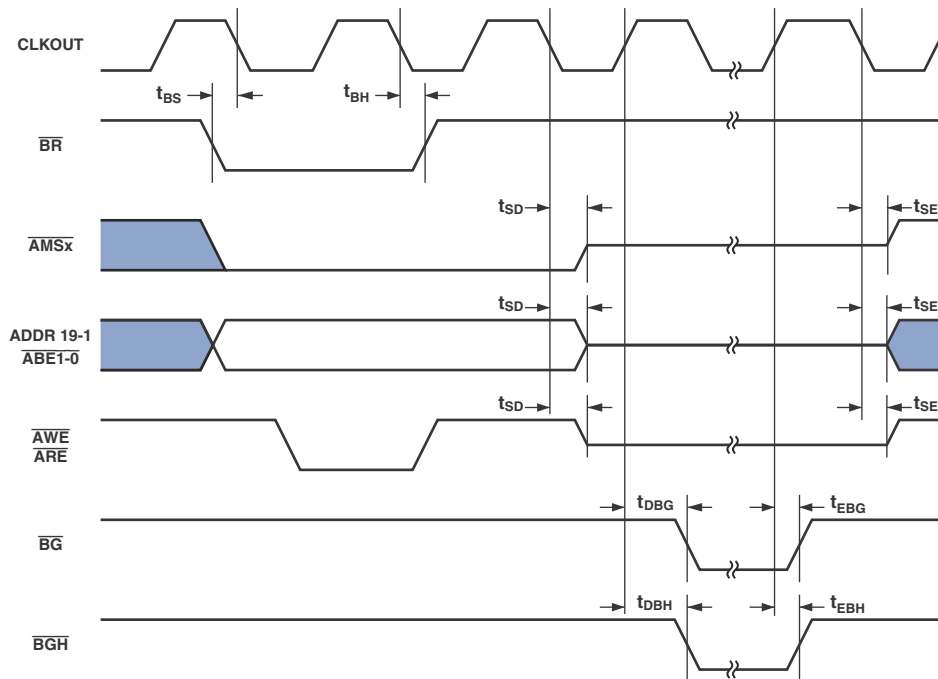 CLKOUT
tBS
tBH
BR
tSD
tSE
AMSx
tSD
tSE
ADDR 19-1
ABE1-0
tSD
tSE
AWE
ARE
tDBG
tEBG
BG
tDBH
tEBH
BGH